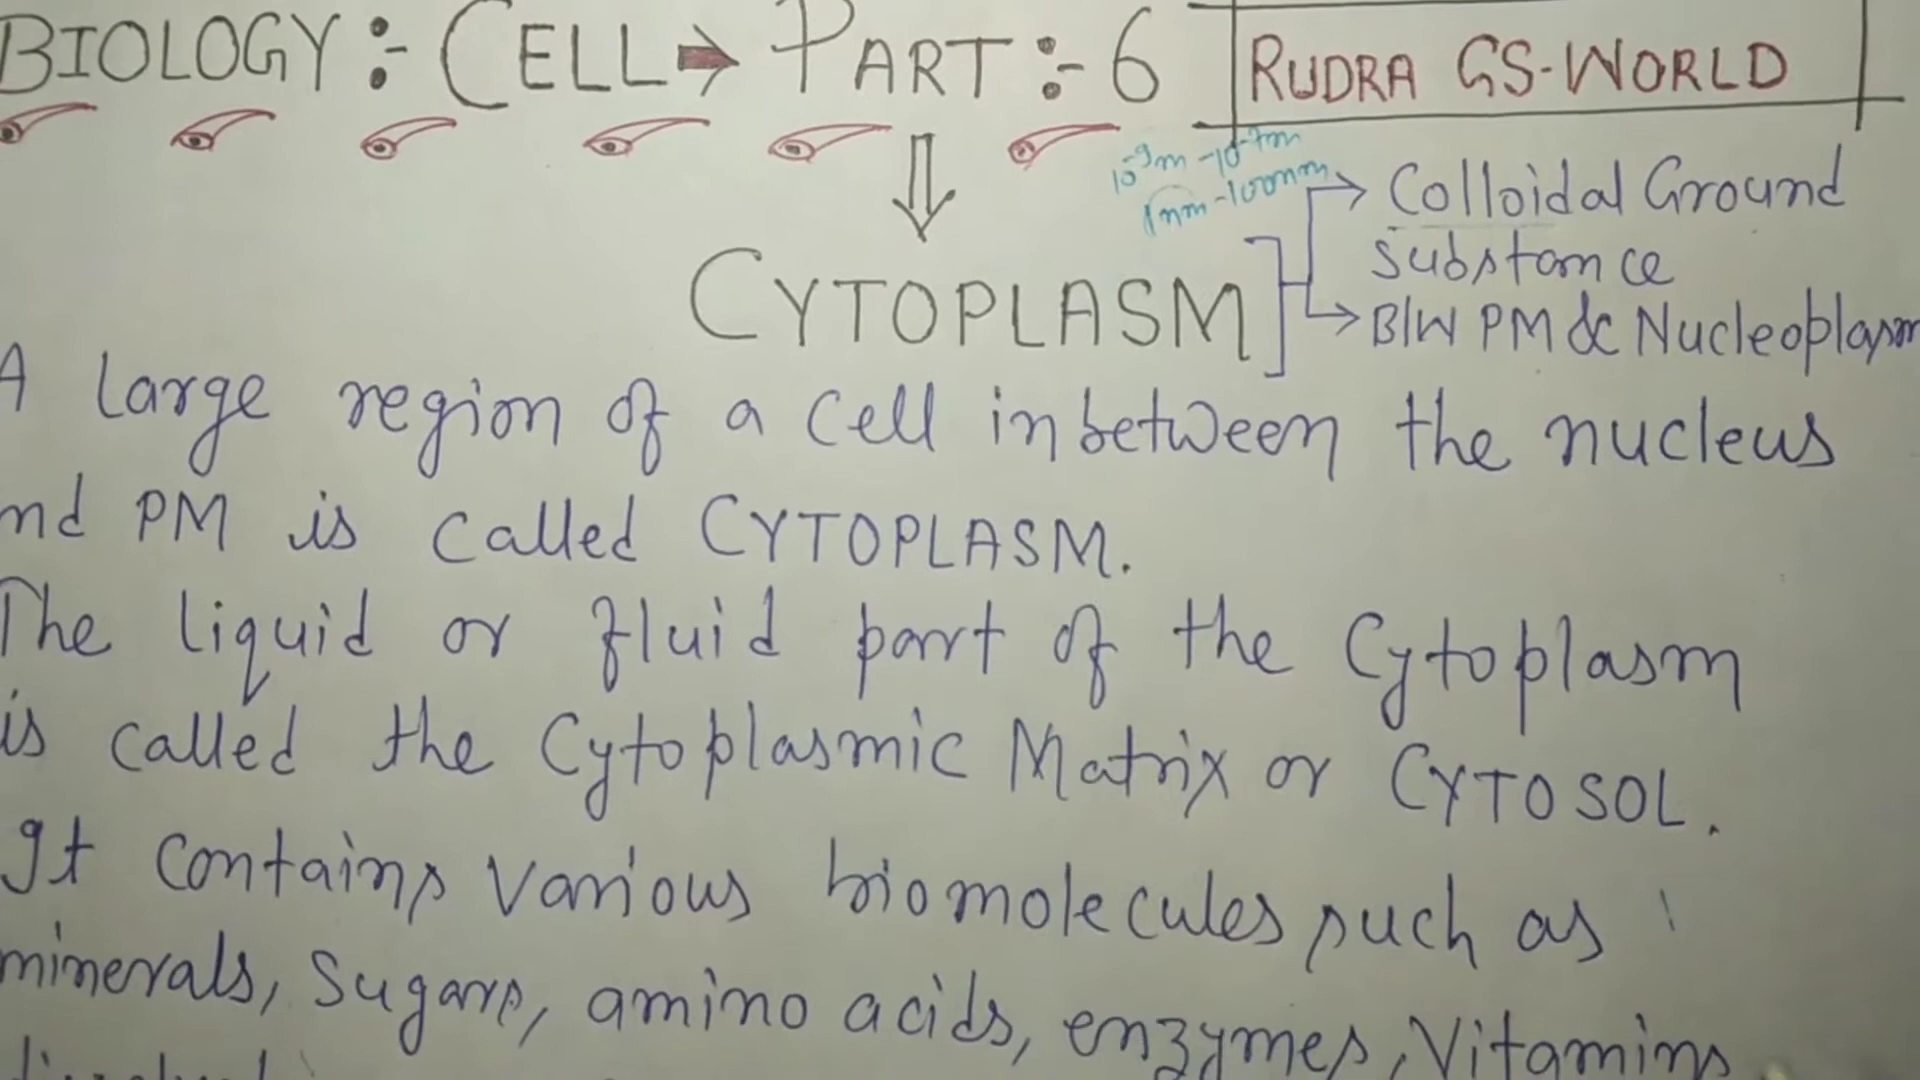 BIOLOGY :- CELL → PART :- 6
RUDRA GS-WORLD
10⁻⁹m - 10⁻⁷m
1nm - 100nm
→ Colloidal Ground
substance
→ B/W PM & Nucleoplasm
CYTOPLASM
A large region of a cell inbetween the nucleus
nd PM is called CYTOPLASM.
The liquid or fluid part of the Cytoplasm
is called the Cytoplasmic Matrix or CYTOSOL.
It contains various biomolecules such as
minerals, Sugars, amino acids, enzymes, Vitamins